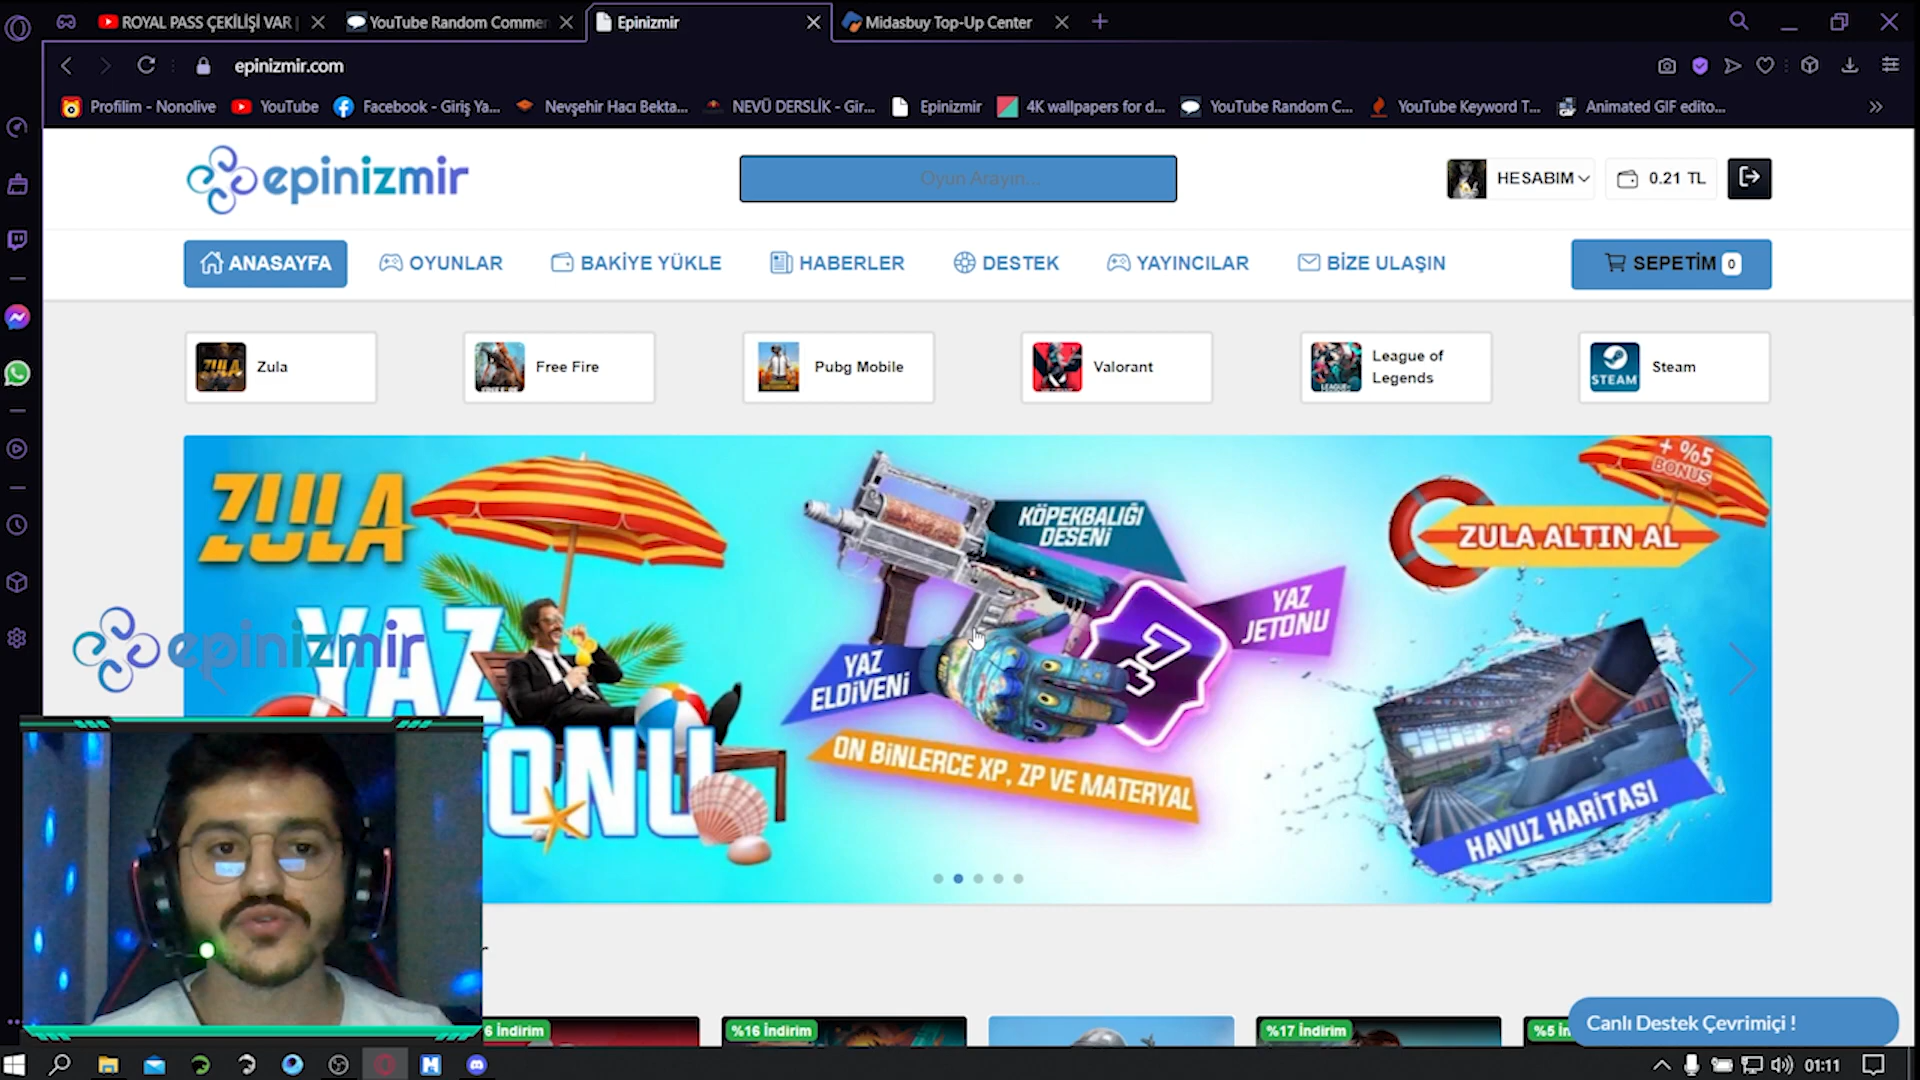 ROYAL PASS ÇEKİLİŞİ VAR
YouTube Random Commen
Epinizmir
Midasbuy Top-Up Center
epinizmir.com
Profilim - Nonolive
YouTube
Facebook - Giriş Ya...
Nevşehir Hacı Bekta...
NEVÜ DERSLİK - Gir...
Epinizmir
4K wallpapers for d...
YouTube Random C...
YouTube Keyword T...
Animated GIF edito...
epinizmir
Oyun Arayın...
HESABIM
0.21 TL
ANASAYFA
OYUNLAR
BAKİYE YÜKLE
HABERLER
DESTEK
YAYINCILAR
BİZE ULAŞIN
SEPETİM 0
Zula
Free Fire
Pubg Mobile
Valorant
League of
Legends
STEAM
Steam
ZULA
YAZ
KÖPEKBALIĞI
DESENİ
YAZ
JETONU
YAZ
ELDİVENİ
ON BİNLERCE XP, ZP VE MATERYAL
+ %5
BONUS
ZULA ALTIN AL
HAVUZ HARİTASI
epinizmir
ONU
6 İndirim
%16 İndirim
%17 İndirim
%5 İn
Canlı Destek Çevrimiçi !
01:11